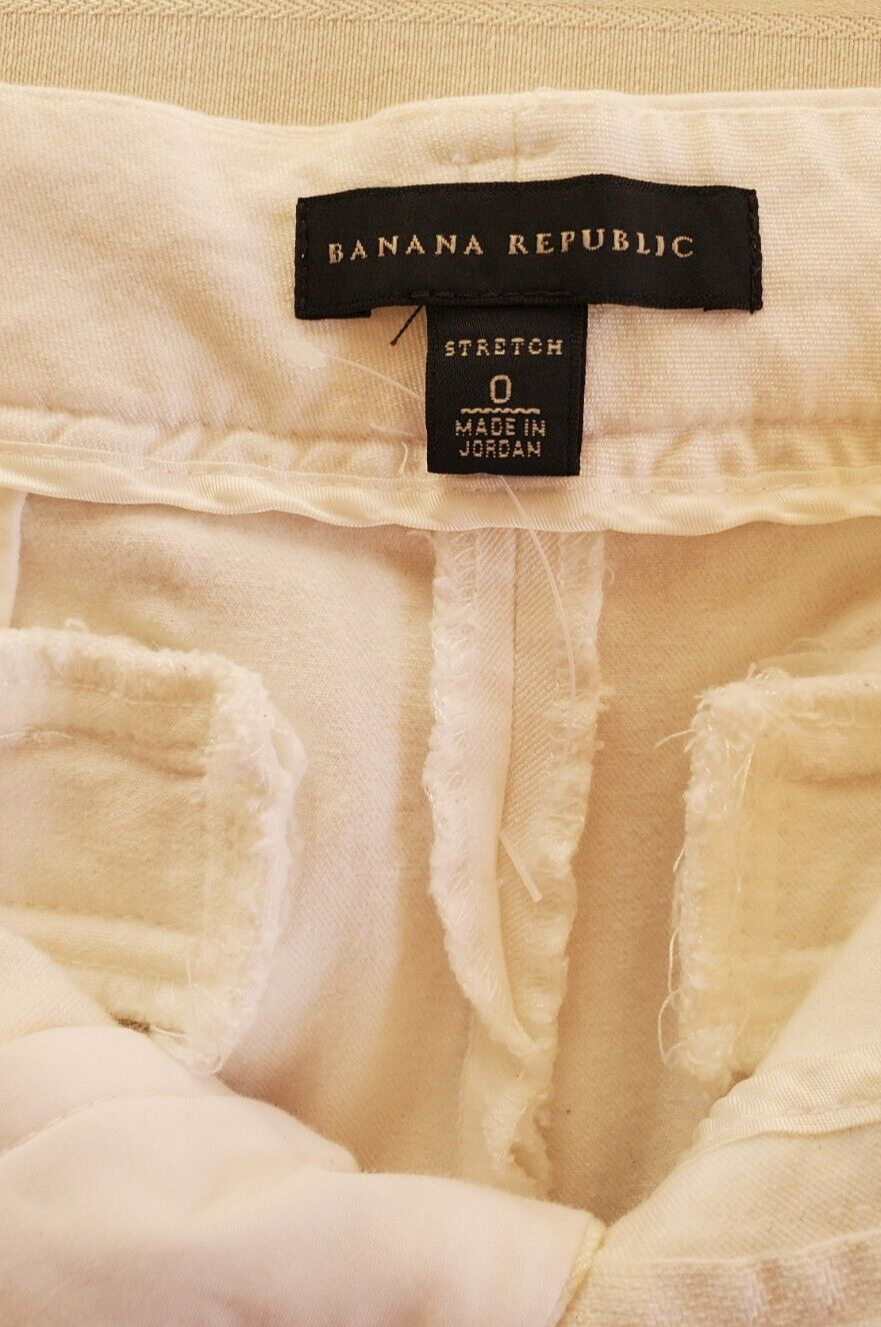 BANANA REPUBLIC
STRETCH
0
MADE IN
JORDAN